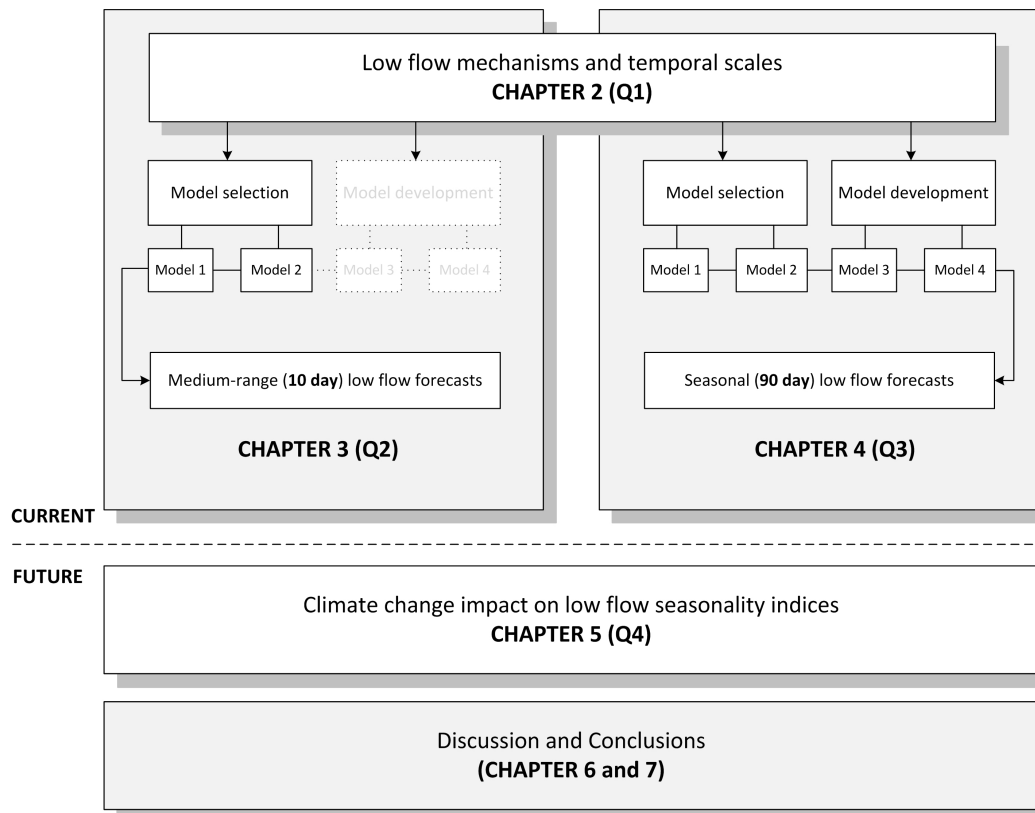 Low flow mechanisms and temporal scales
CHAPTER 2 (Q1)
Model selection
Model development
Model 1
Model 2
Model 3
Model 4
Medium-range (10 day) low flow forecasts
CHAPTER 3 (Q2)
Model selection
Model development
Model 1
Model 2
Model 3
Model 4
Seasonal (90 day) low flow forecasts
CHAPTER 4 (Q3)
CURRENT
FUTURE
Climate change impact on low flow seasonality indices
CHAPTER 5 (Q4)
Discussion and Conclusions
(CHAPTER 6 and 7)